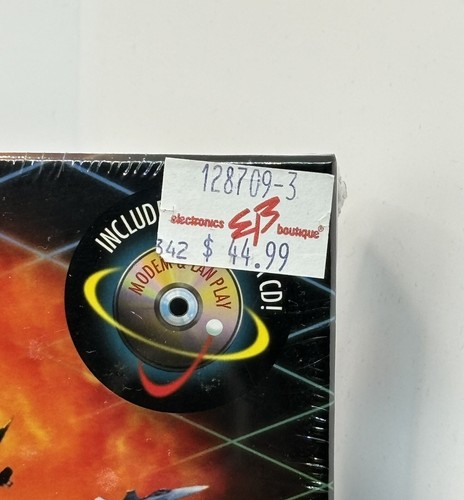 128709-3
electronics EB boutique®
342 $ 44.99
INCLUD
CD!
MODEM & LAN PLAY